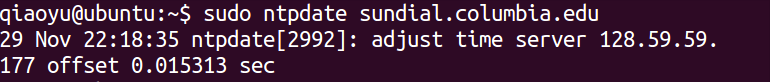 qiaoyu@ubuntu:~$ sudo ntpdate sundial.columbia.edu
29 Nov 22:18:35 ntpdate[2992]: adjust time server 128.59.59.
177 offset 0.015313 sec